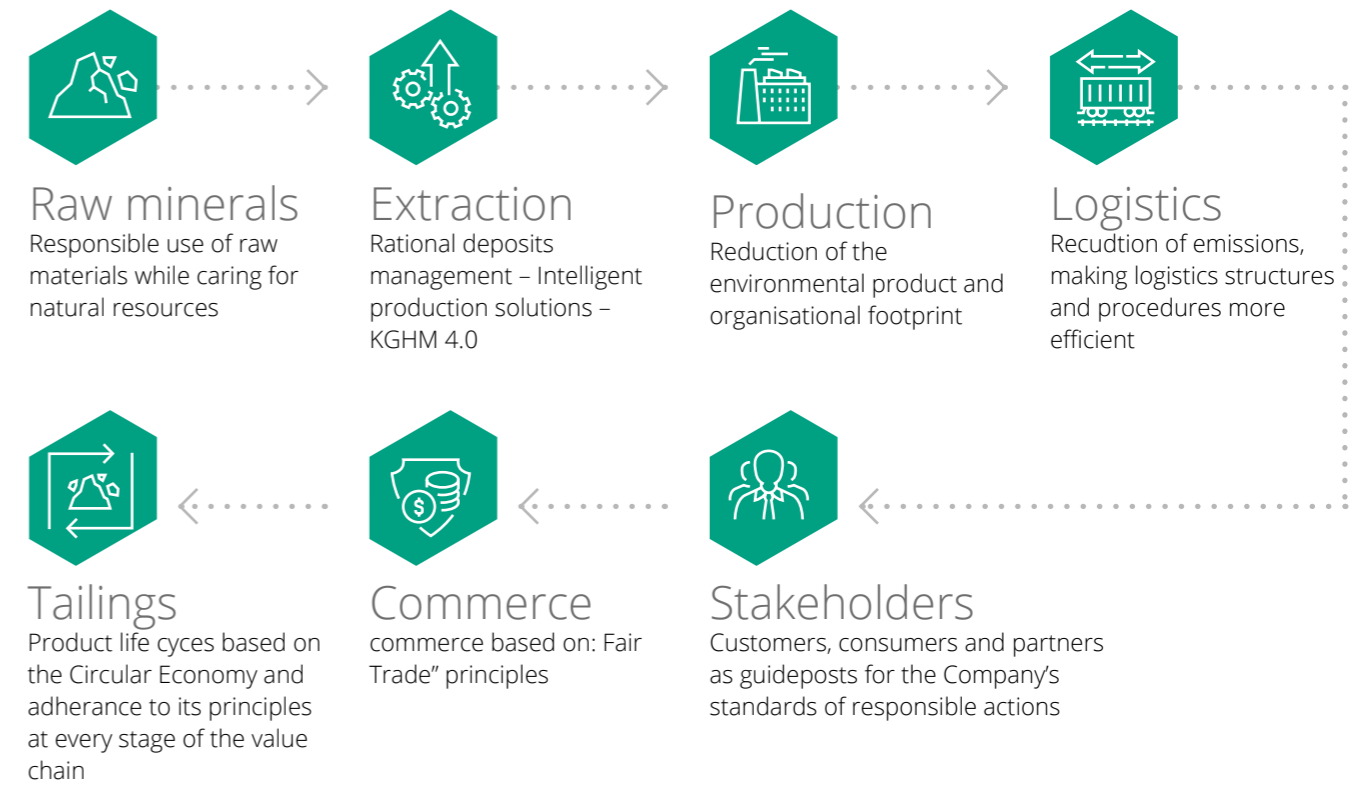 Raw minerals
Responsible use of raw
materials while caring for
natural resources
Extraction
Rational deposits
management – Intelligent
production solutions –
KGHM 4.0
Production
Reduction of the
environmental product and
organisational footprint
Logistics
Recudtion of emissions,
making logistics structures
and procedures more
efficient
Stakeholders
Customers, consumers and partners
as guideposts for the Company’s
standards of responsible actions
Commerce
commerce based on: Fair
Trade” principles
$
Tailings
Product life cyces based on
the Circular Economy and
adherance to its principles
at every stage of the value
chain